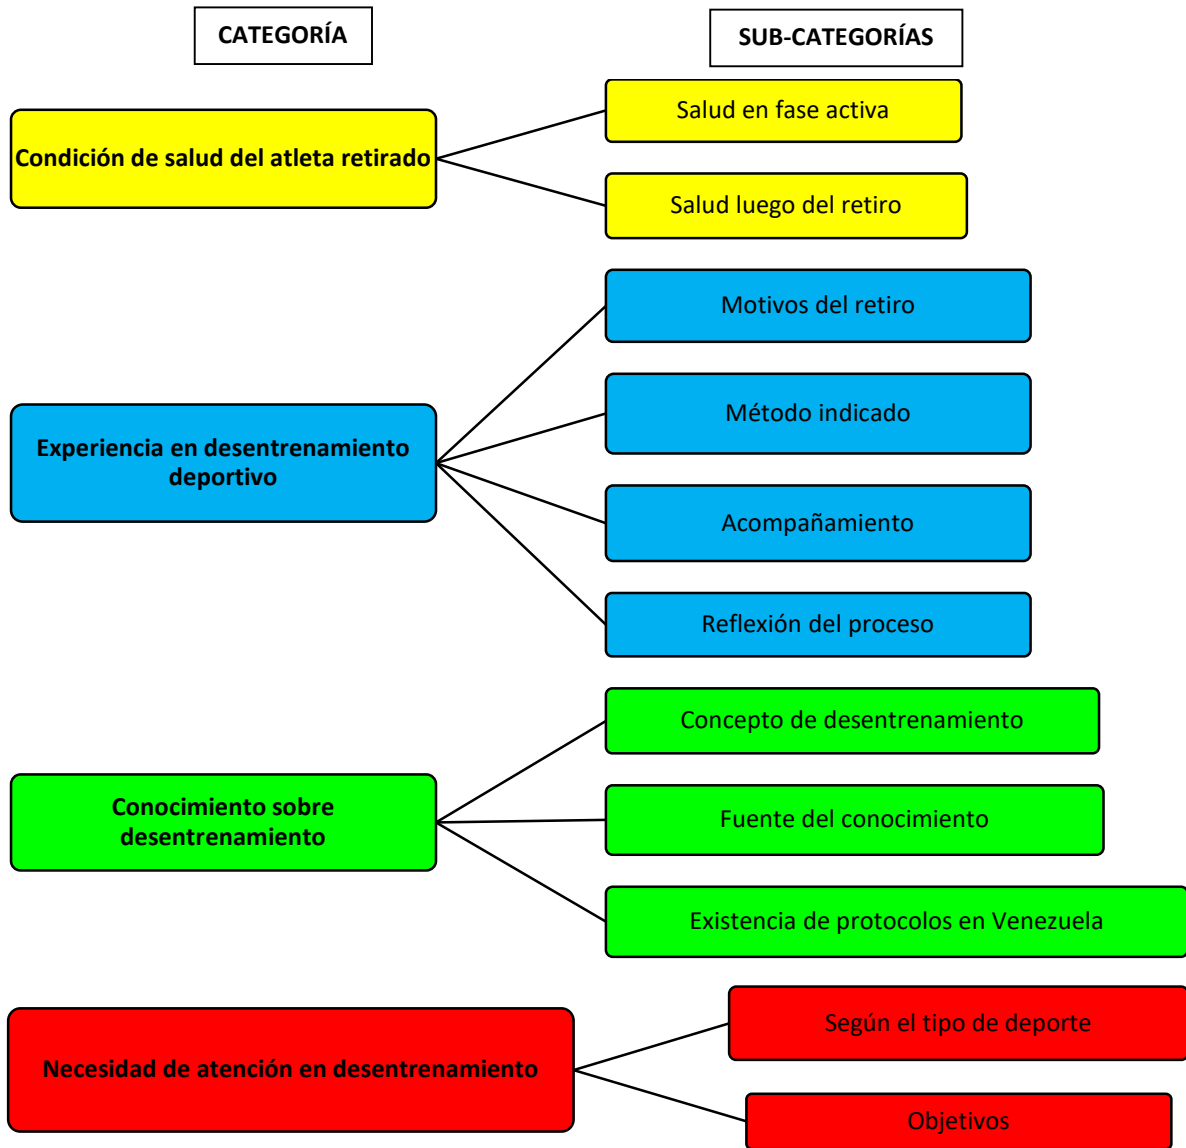 CATEGORÍA
SUB-CATEGORÍAS
Condición de salud del atleta retirado
Salud en fase activa
Salud luego del retiro
Experiencia en desentrenamiento
deportivo
Motivos del retiro
Método indicado
Acompañamiento
Reflexión del proceso
Conocimiento sobre
desentrenamiento
Concepto de desentrenamiento
Fuente del conocimiento
Existencia de protocolos en Venezuela
Necesidad de atención en desentrenamiento
Según el tipo de deporte
Objetivos